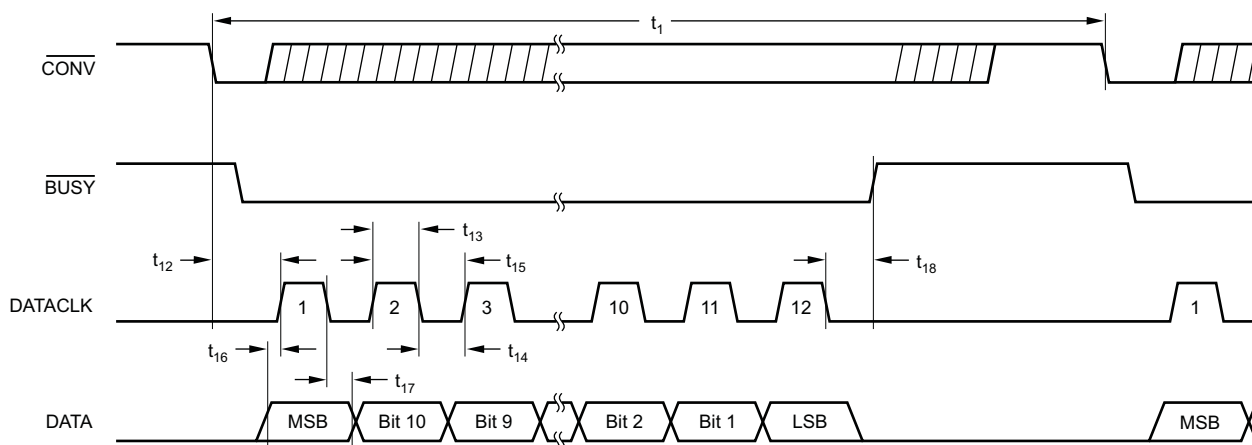 t1
CONV
BUSY
t13
t12
t15
t18
DATACLK
1
2
3
10
11
12
1
t16
t14
t17
DATA
MSB
Bit 10
Bit 9
Bit 2
Bit 1
LSB
MSB